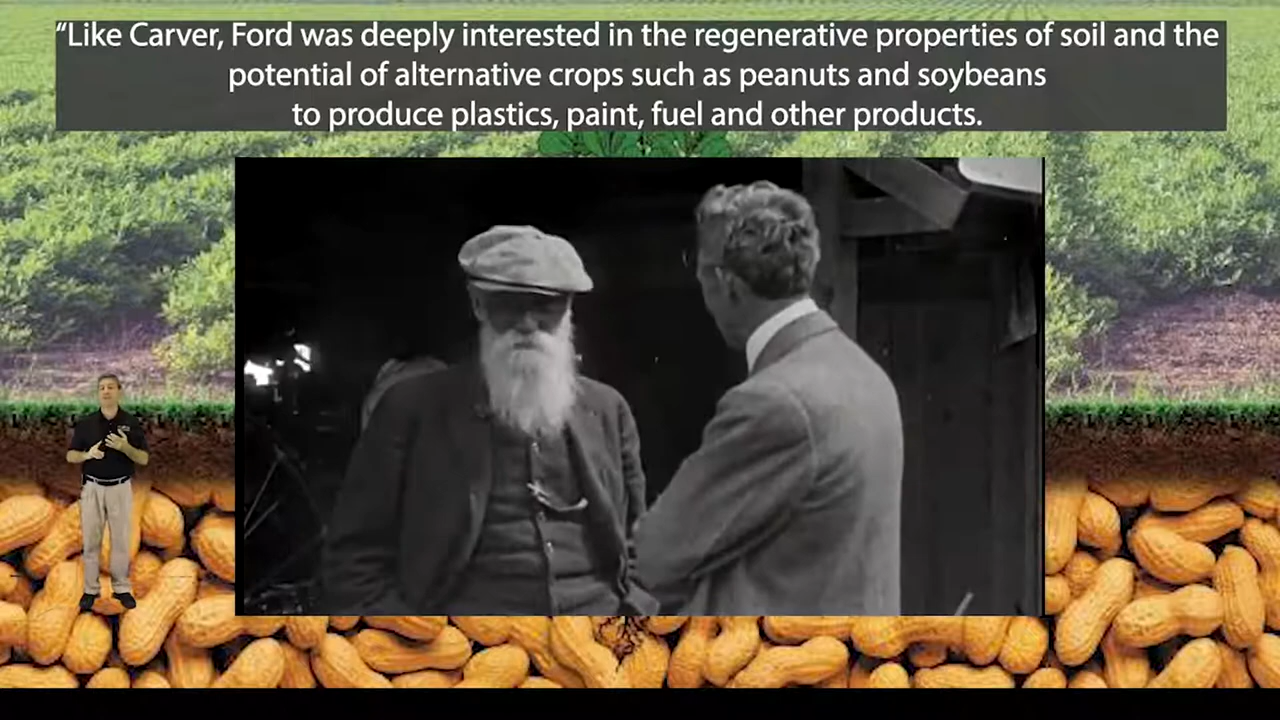 “Like Carver, Ford was deeply interested in the regenerative properties of soil and the
potential of alternative crops such as peanuts and soybeans
to produce plastics, paint, fuel and other products.